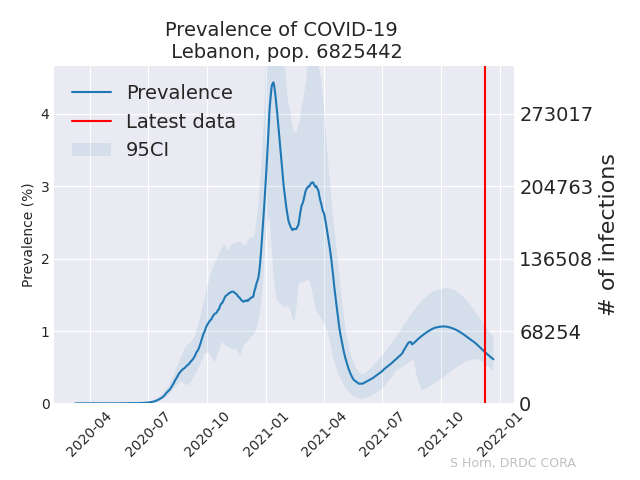 Prevalence of COVID-19
Lebanon, pop. 6825442
Prevalence
Latest data
95CI
Prevalence (%)
4
3
2
1
0
273017
204763
136508
68254
0
# of infections
2020-04
2020-07
2020-10
2021-01
2021-04
2021-07
2021-10
2022-01
S Horn, DRDC CORA